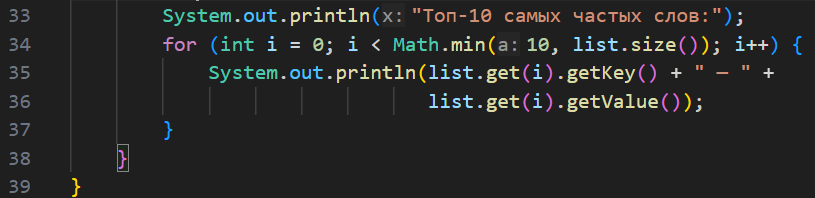 33 System.out.println(x: "Топ-10 самых частых слов:");
34 for (int i = 0; i < Math.min(a: 10, list.size()); i++) {
35 System.out.println(list.get(i).getKey() + " — " +
36 list.get(i).getValue());
37 }
38 }
39 }